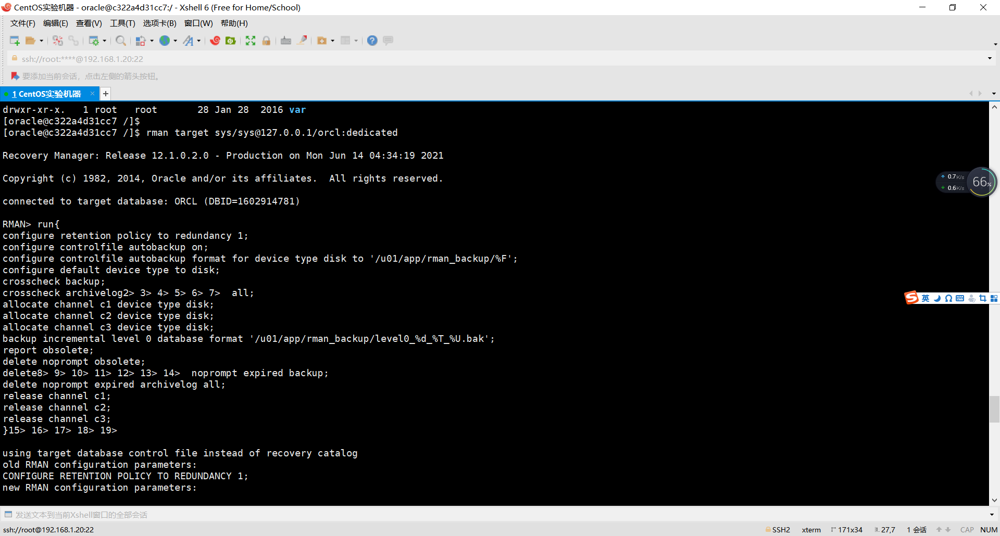 CentOS实验机器 - oracle@c322a4d31cc7:/ - Xshell 6 (Free for Home/School)
文件(F) 编辑(E) 查看(V) 工具(T) 选项卡(B) 窗口(W) 帮助(H)
ssh://root:****@192.168.1.20:22
要添加当前会话，点击左侧的箭头按钮。
1 CentOS实验机器 × +
drwxr-xr-x.   1 root   root       28 Jan 28  2016 var
[oracle@c322a4d31cc7 /]$
[oracle@c322a4d31cc7 /]$ rman target sys/sys@127.0.0.1/orcl:dedicated
Recovery Manager: Release 12.1.0.2.0 - Production on Mon Jun 14 04:34:19 2021
Copyright (c) 1982, 2014, Oracle and/or its affiliates.  All rights reserved.
connected to target database: ORCL (DBID=1602914781)
RMAN> run{
configure retention policy to redundancy 1;
configure controlfile autobackup on;
configure controlfile autobackup format for device type disk to '/u01/app/rman_backup/%F';
configure default device type to disk;
crosscheck backup;
crosscheck archivelog2> 3> 4> 5> 6> 7>  all;
allocate channel c1 device type disk;
allocate channel c2 device type disk;
allocate channel c3 device type disk;
backup incremental level 0 database format '/u01/app/rman_backup/level0_%d_%T_%U.bak';
report obsolete;
delete noprompt obsolete;
delete8> 9> 10> 11> 12> 13> 14>  noprompt expired backup;
delete noprompt expired archivelog all;
release channel c1;
release channel c2;
release channel c3;
}15> 16> 17> 18> 19>
using target database control file instead of recovery catalog
old RMAN configuration parameters:
CONFIGURE RETENTION POLICY TO REDUNDANCY 1;
new RMAN configuration parameters:
0.7K/s
0.6K/s
66%
英
发送文本到当前Xshell窗口的全部会话
ssh://root@192.168.1.20:22 SSH2 xterm 171x34 27,7 1 会话 CAP NUM